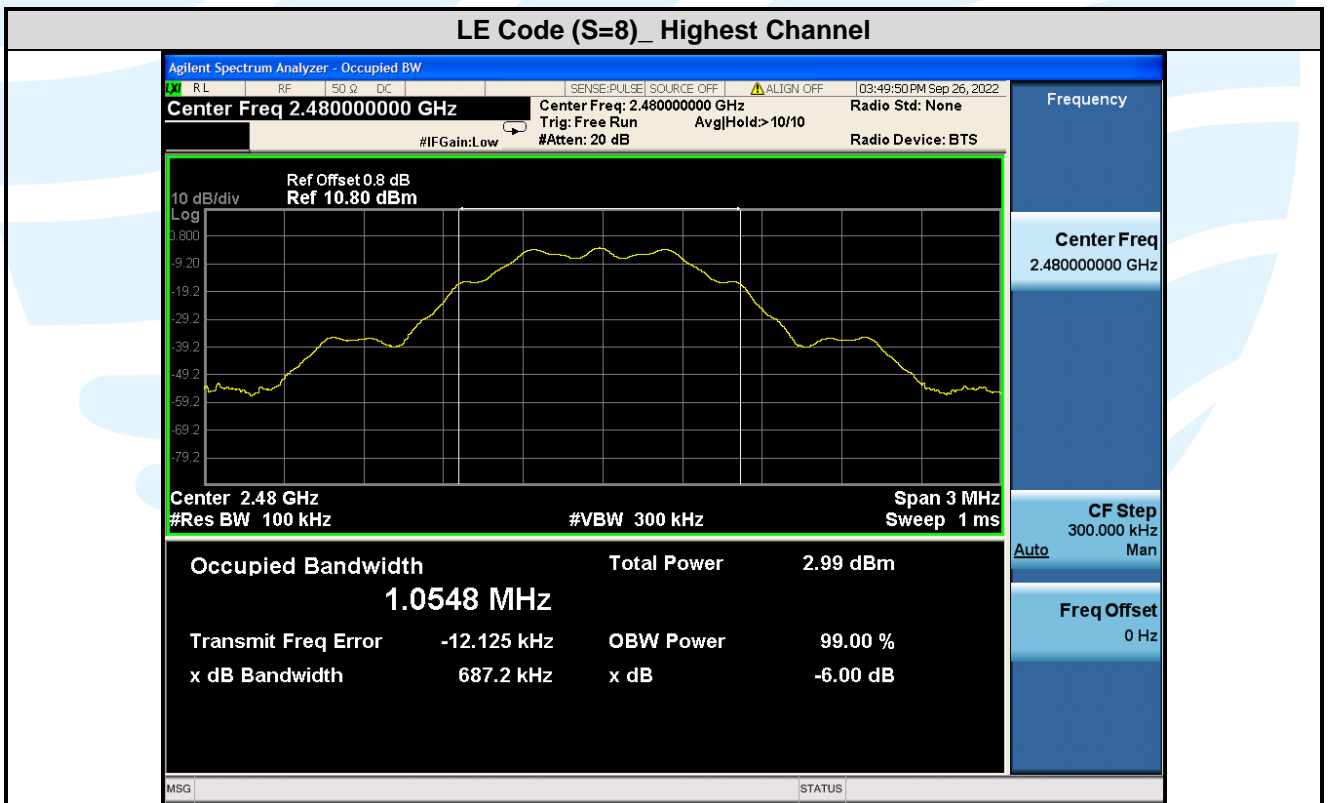 LE Code (S=8)_ Highest Channel
Agilent Spectrum Analyzer - Occupied BW
LXI RL RF 50 Ω DC SENSE:PULSE SOURCE OFF ALIGN OFF 03:49:50 PM Sep 26, 2022
Center Freq 2.480000000 GHz
Center Freq: 2.480000000 GHz Radio Std: None
Trig: Free Run Avg|Hold:>10/10
#IFGain:Low #Atten: 20 dB Radio Device: BTS
Ref Offset 0.8 dB
10 dB/div Ref 10.80 dBm
Log
0.800
-9.20
-19.2
-29.2
-39.2
-49.2
-59.2
-69.2
-79.2
Center 2.48 GHz Span 3 MHz
#Res BW 100 kHz #VBW 300 kHz Sweep 1 ms
Occupied Bandwidth Total Power 2.99 dBm
1.0548 MHz
Transmit Freq Error -12.125 kHz OBW Power 99.00 %
x dB Bandwidth 687.2 kHz x dB -6.00 dB
MSG STATUS
Frequency
Center Freq
2.480000000 GHz
CF Step
300.000 kHz
Auto Man
Freq Offset
0 Hz